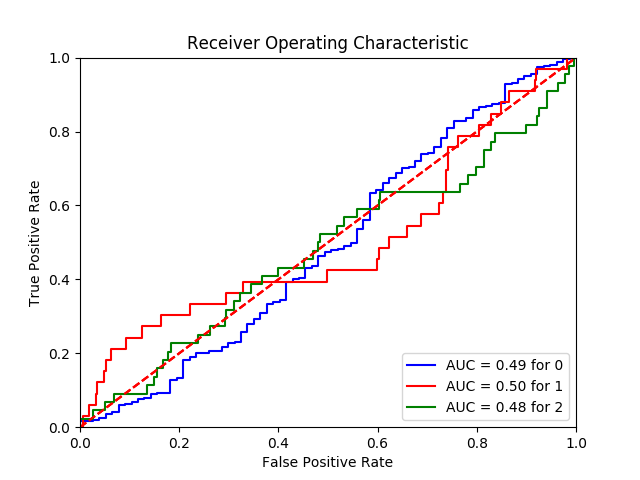 Receiver Operating Characteristic
True Positive Rate
1.0
0.8
0.6
0.4
0.2
0.0
AUC = 0.49 for 0
AUC = 0.50 for 1
AUC = 0.48 for 2
0.0 0.2 0.4 0.6 0.8 1.0
False Positive Rate